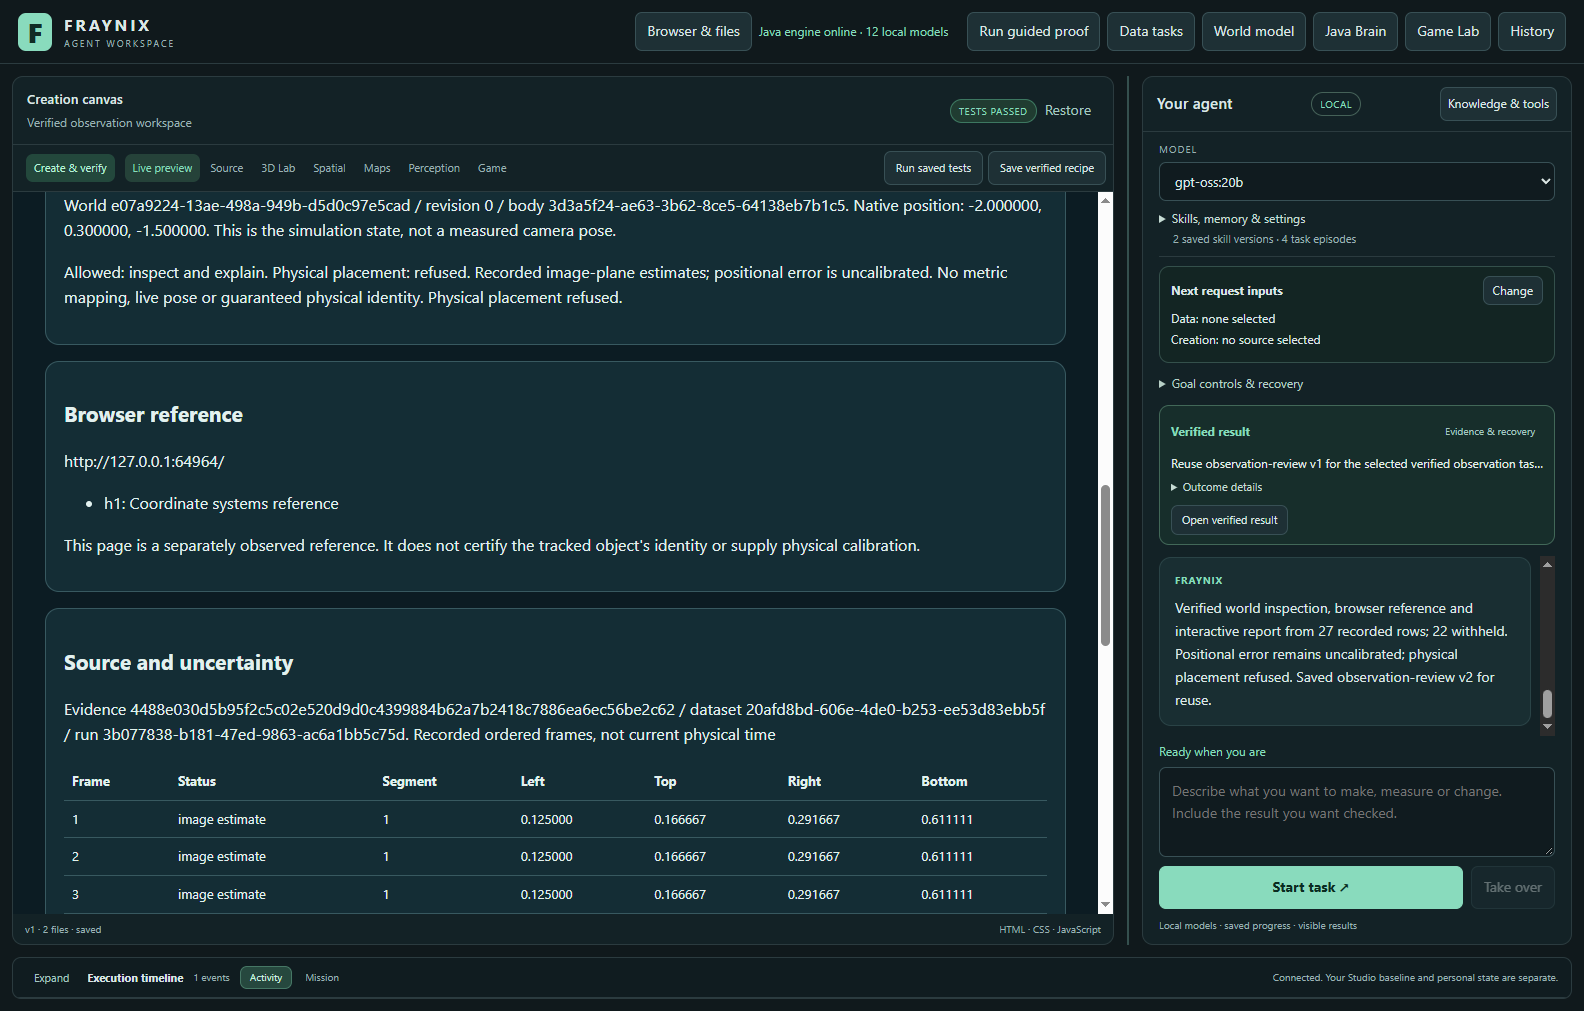 F
FRAYNIX
AGENT WORKSPACE
Browser & files
Java engine online · 12 local models
Run guided proof
Data tasks
World model
Java Brain
Game Lab
History
Creation canvas
Verified observation workspace
TESTS PASSED
Restore
Create & verify
Live preview
Source
3D Lab
Spatial
Maps
Perception
Game
Run saved tests
Save verified recipe
World e07a9224-13ae-498a-949b-d5d0c97e5cad / revision 0 / body 3d3a5f24-ae63-3b62-8ce5-64138eb7b1c5. Native position: -2.000000,
0.300000, -1.500000. This is the simulation state, not a measured camera pose.
Allowed: inspect and explain. Physical placement: refused. Recorded image-plane estimates; positional error is uncalibrated. No metric
mapping, live pose or guaranteed physical identity. Physical placement refused.
Browser reference
http://127.0.0.1:64964/
• h1: Coordinate systems reference
This page is a separately observed reference. It does not certify the tracked object's identity or supply physical calibration.
Source and uncertainty
Evidence 4488e030d5b95f2c5c02e520d9d0c4399884b62a7b2418c7886ea6ec56be2c62 / dataset 20afd8bd-606e-4de0-b253-ee53d83ebb5f
/ run 3b077838-b181-47ed-9863-ac6a1bb5c75d. Recorded ordered frames, not current physical time
Frame Status Segment Left Top Right Bottom
1 image estimate 1 0.125000 0.166667 0.291667 0.611111
2 image estimate 1 0.125000 0.166667 0.291667 0.611111
3 image estimate 1 0.125000 0.166667 0.291667 0.611111
v1 · 2 files · saved
HTML · CSS · JavaScript
Your agent
LOCAL
Knowledge & tools
MODEL
gpt-oss:20b
Skills, memory & settings
2 saved skill versions · 4 task episodes
Next request inputs
Change
Data: none selected
Creation: no source selected
Goal controls & recovery
Verified result
Evidence & recovery
Reuse observation-review v1 for the selected verified observation tas...
Outcome details
Open verified result
FRAYNIX
Verified world inspection, browser reference and
interactive report from 27 recorded rows; 22 withheld.
Positional error remains uncalibrated; physical
placement refused. Saved observation-review v2 for
reuse.
Ready when you are
Describe what you want to make, measure or change.
Include the result you want checked.
Start task ↗
Take over
Local models · saved progress · visible results
Expand
Execution timeline
1 events
Activity
Mission
Connected. Your Studio baseline and personal state are separate.